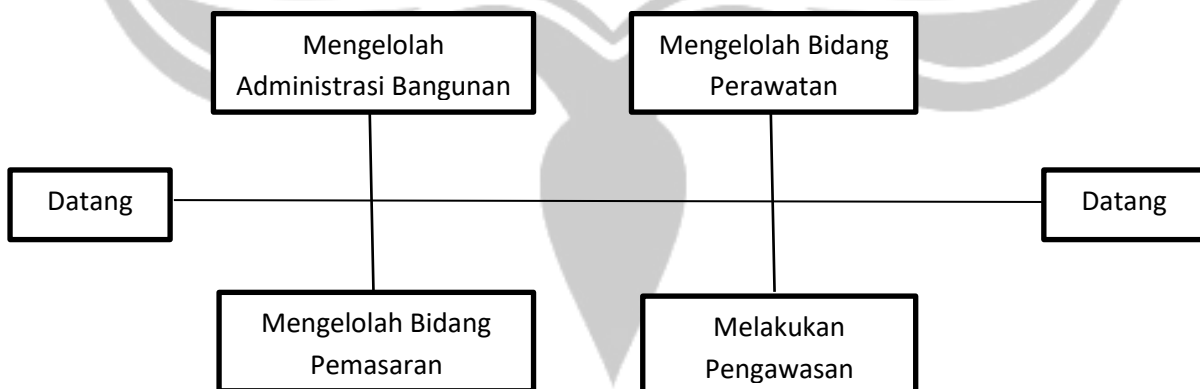 Mengelolah
Administrasi Bangunan
Mengelolah Bidang
Perawatan
Datang
Datang
Mengelolah Bidang
Pemasaran
Melakukan
Pengawasan